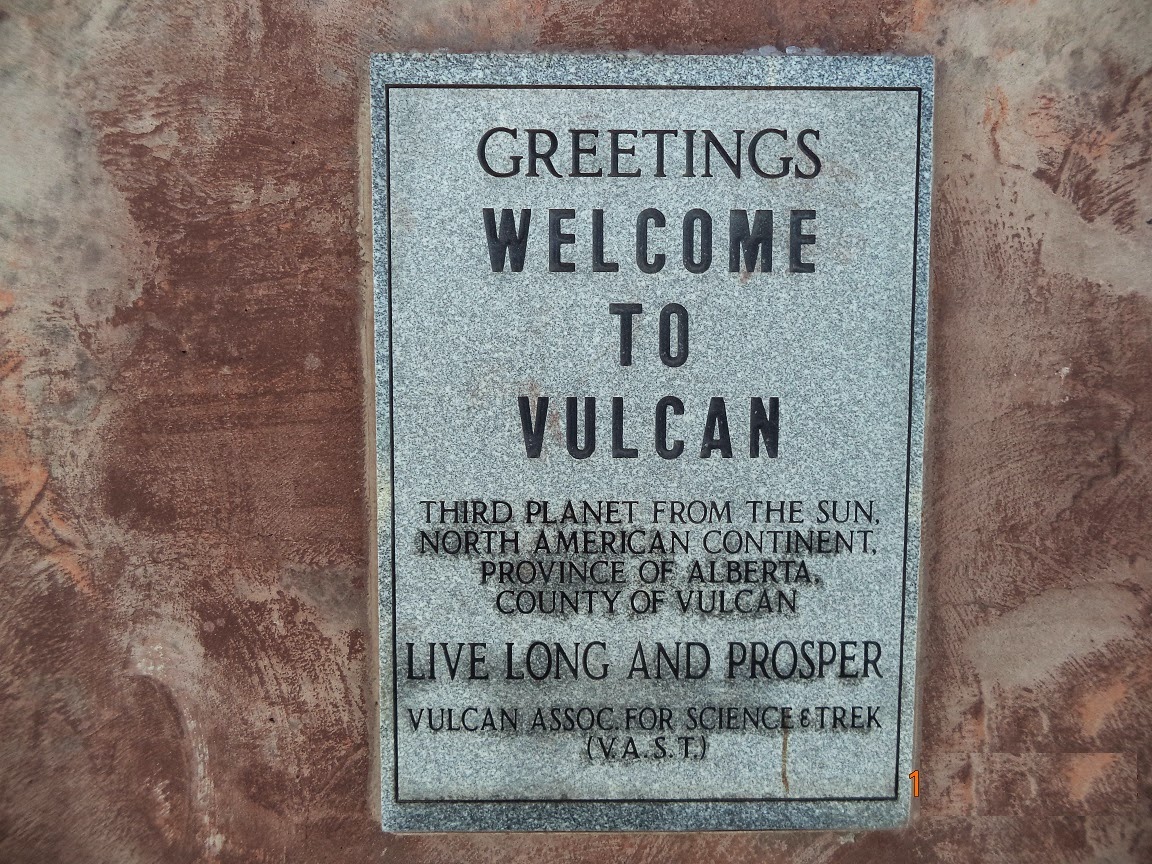 GREETINGS
WELCOME
TO
VULCAN
THIRD PLANET FROM THE SUN,
NORTH AMERICAN CONTINENT,
PROVINCE OF ALBERTA,
COUNTY OF VULCAN
LIVE LONG AND PROSPER
VULCAN ASSOC. FOR SCIENCE & TREK
(V.A.S.T.)
1